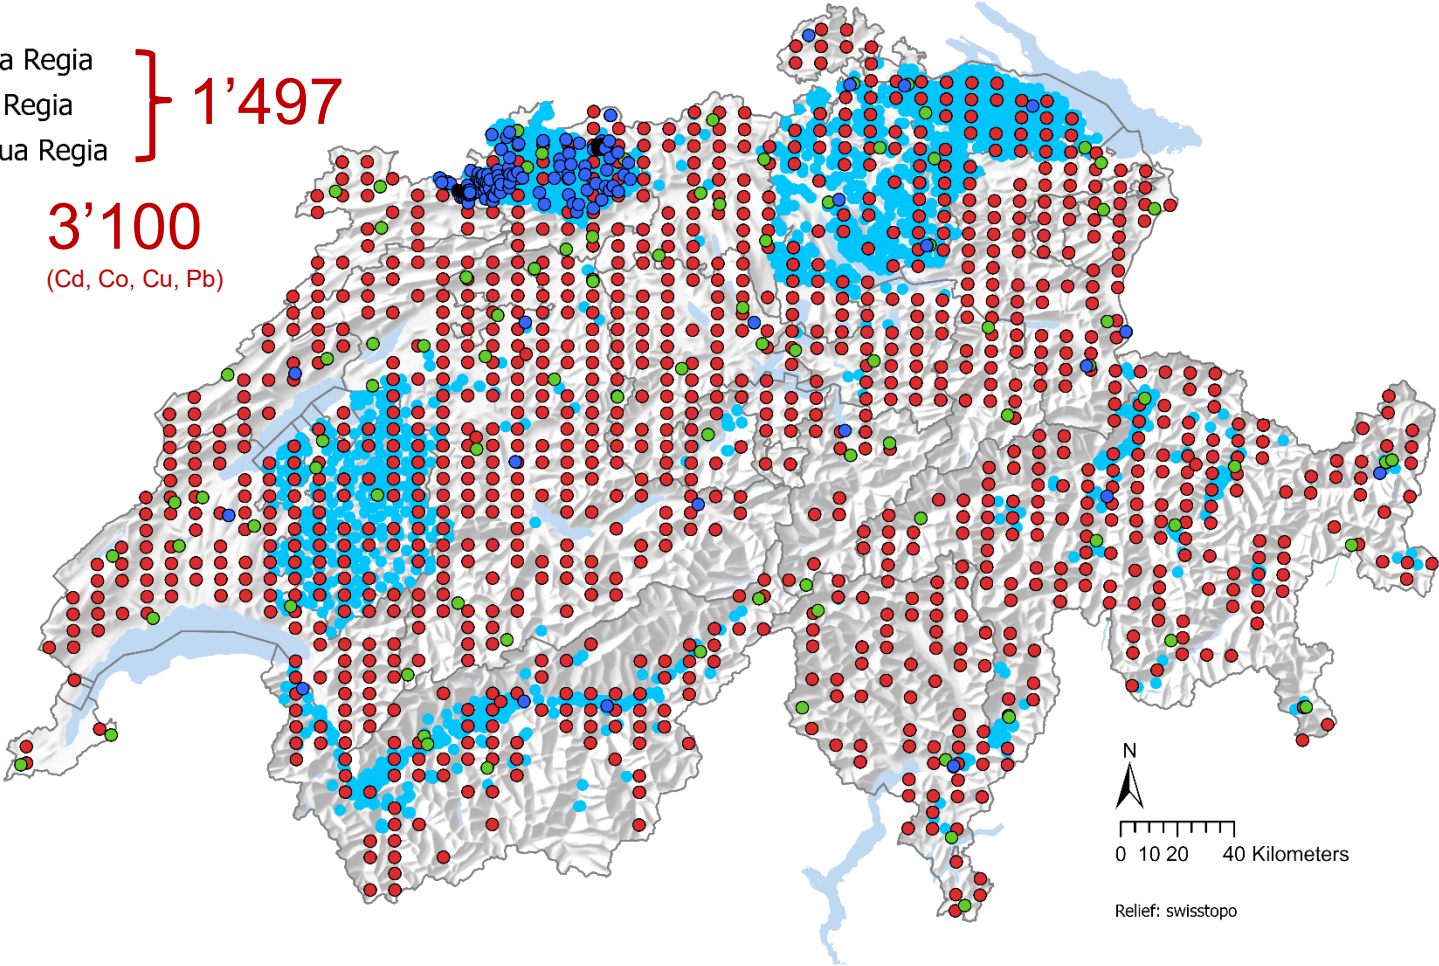 a Regia
Regia
ua Regia
1’497
3’100
(Cd, Co, Cu, Pb)
N
0 10 20 40 Kilometers
Relief: swisstopo